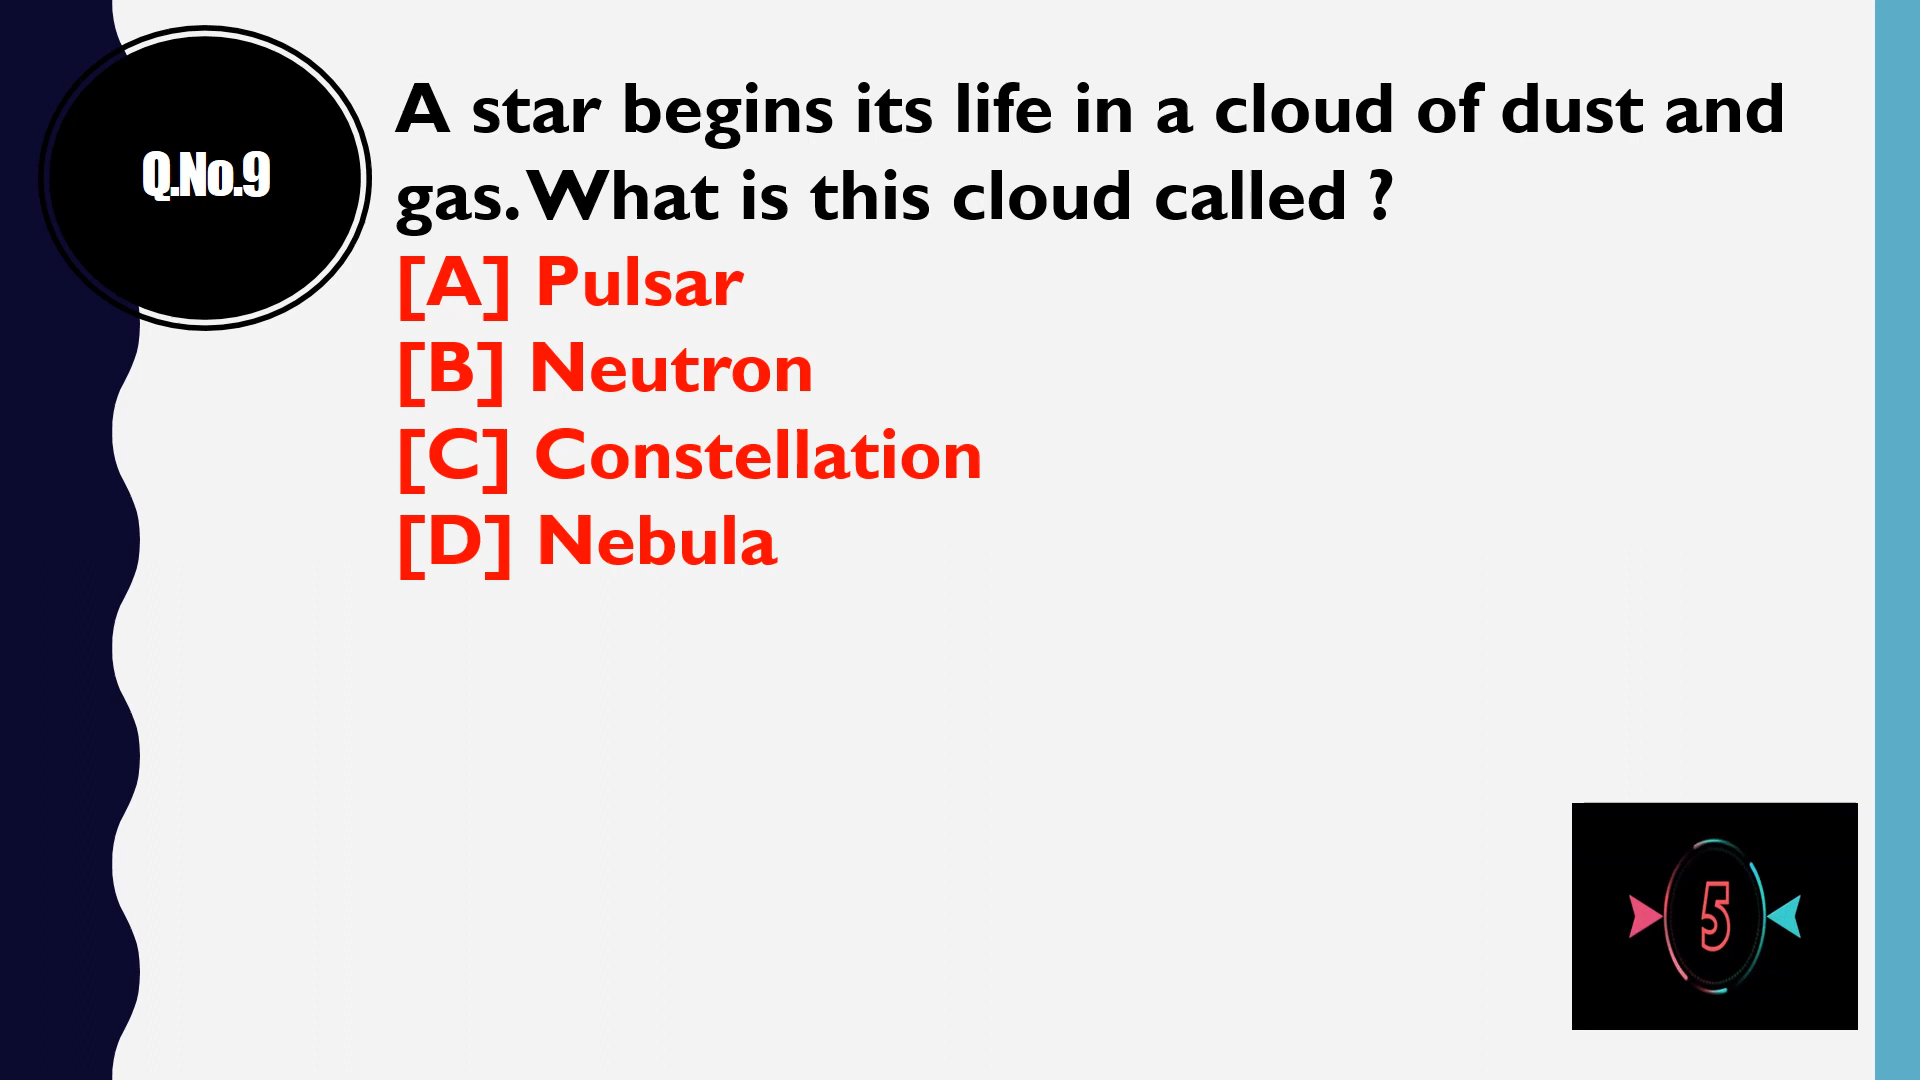 Q.No.9
A star begins its life in a cloud of dust and
gas. What is this cloud called ?
[A] Pulsar
[B] Neutron
[C] Constellation
[D] Nebula
5